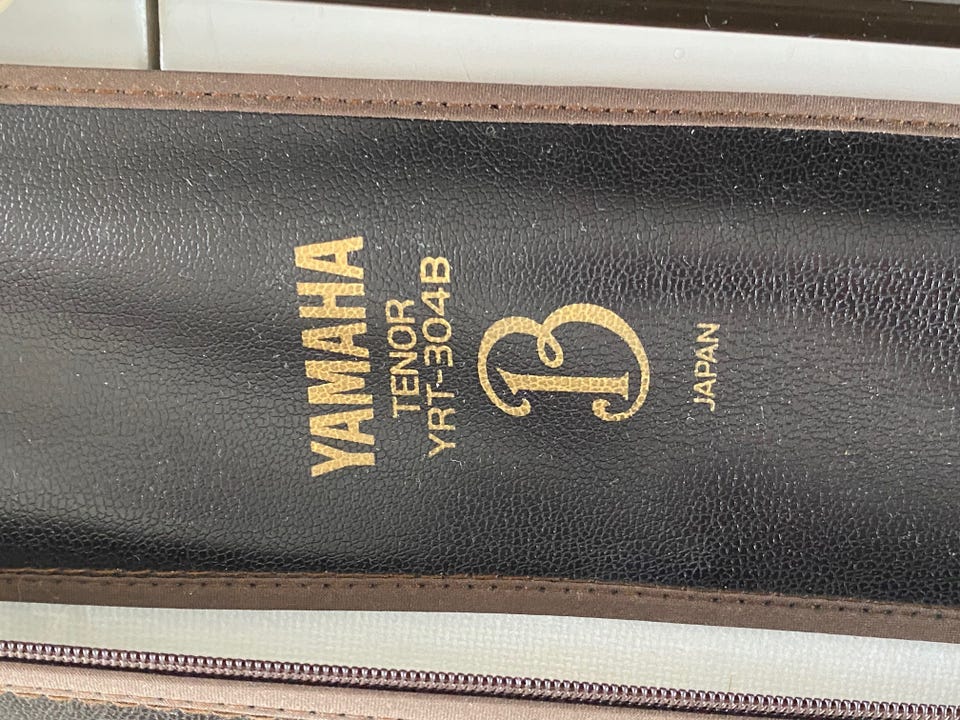 YAMAHA
TENOR
YRT-304B
B
JAPAN